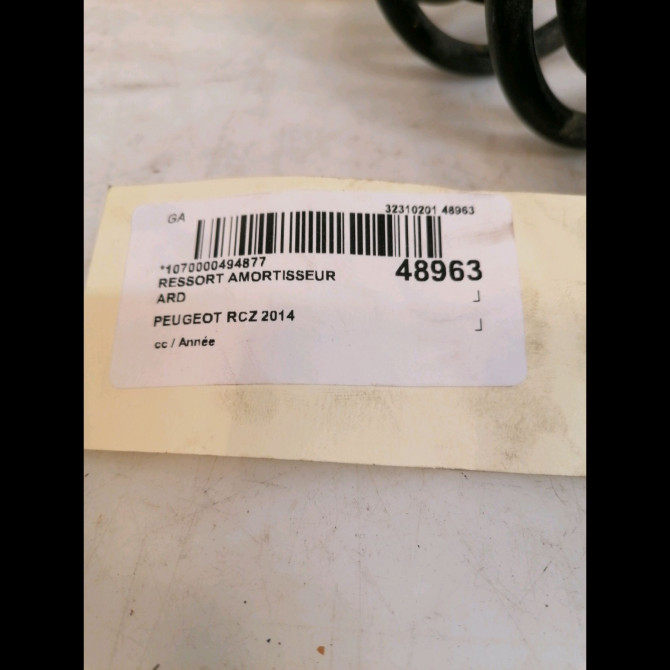 GA
32310201 48963
*1070000494877
48963
RESSORT AMORTISSEUR
ARD
PEUGEOT RCZ 2014
cc / Année